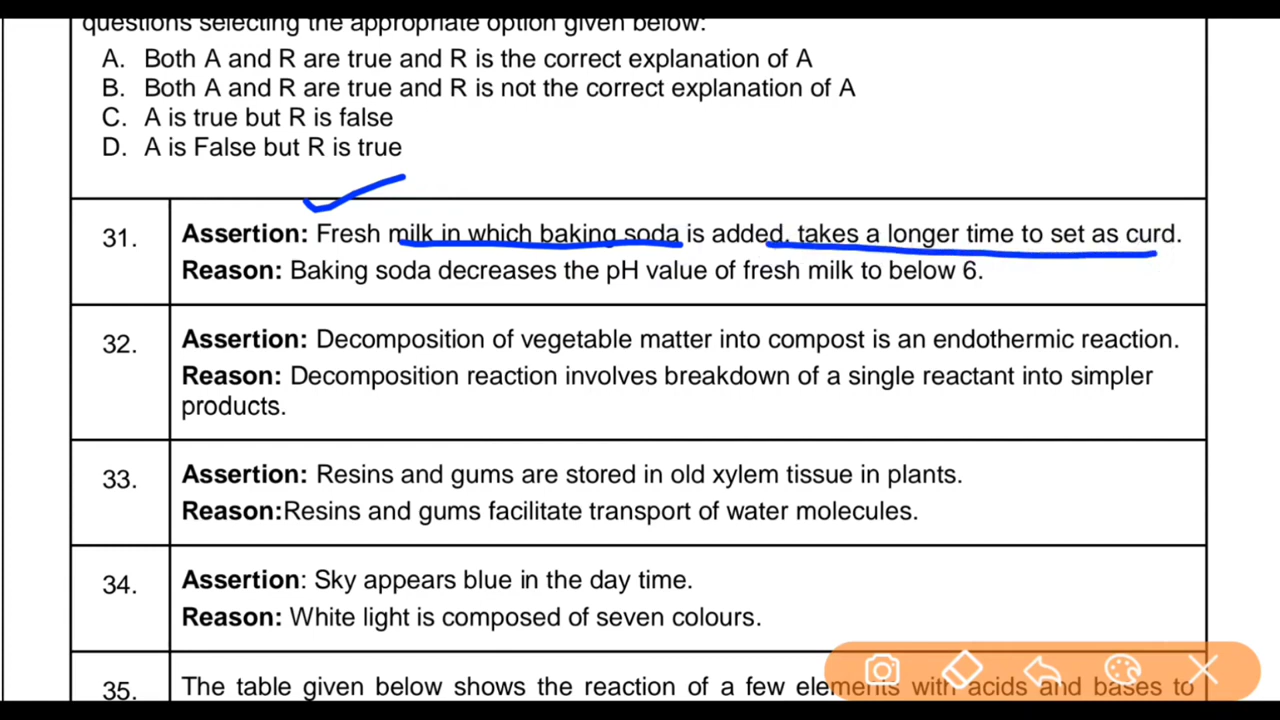 questions selecting the appropriate option given below:
A. Both A and R are true and R is the correct explanation of A
B. Both A and R are true and R is not the correct explanation of A
C. A is true but R is false
D. A is False but R is true
31. Assertion: Fresh milk in which baking soda is added, takes a longer time to set as curd.
Reason: Baking soda decreases the pH value of fresh milk to below 6.
32. Assertion: Decomposition of vegetable matter into compost is an endothermic reaction.
Reason: Decomposition reaction involves breakdown of a single reactant into simpler
products.
33. Assertion: Resins and gums are stored in old xylem tissue in plants.
Reason:Resins and gums facilitate transport of water molecules.
34. Assertion: Sky appears blue in the day time.
Reason: White light is composed of seven colours.
35. The table given below shows the reaction of a few elements with acids and bases to